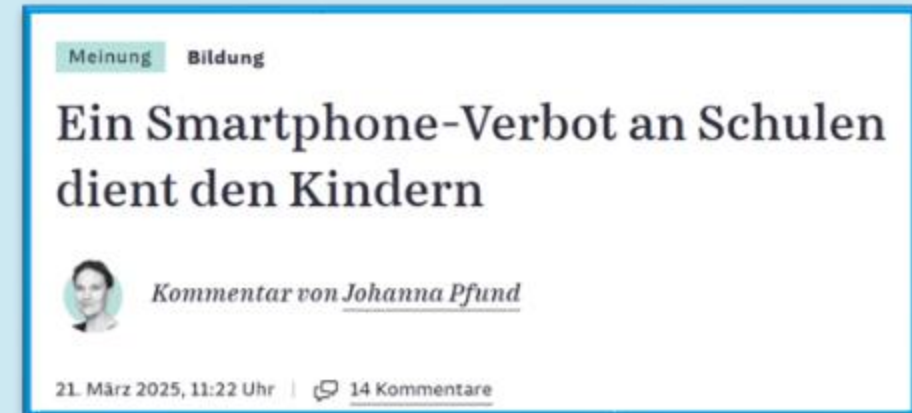 Meinung Bildung
Ein Smartphone-Verbot an Schulen
dient den Kindern
Kommentar von Johanna Pfund
21. März 2025, 11:22 Uhr | 14 Kommentare